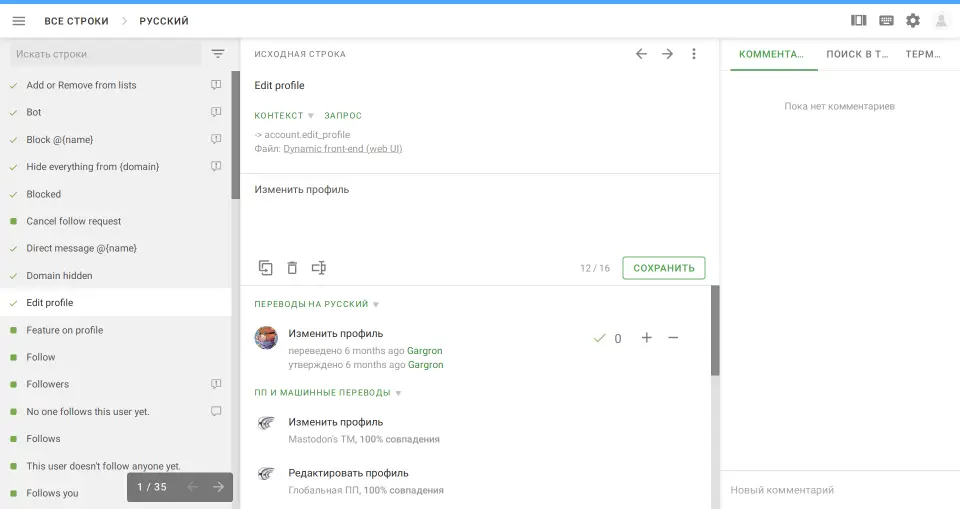 ВСЕ СТРОКИ
РУССКИЙ
Искать строки
Add or Remove from lists
Bot
Block @{name}
Hide everything from {domain}
Blocked
Cancel follow request
Direct message @{name}
Domain hidden
Edit profile
Feature on profile
Follow
Followers
No one follows this user yet.
Follows
This user doesn't follow anyone yet.
Follows you
1 / 35
ИСХОДНАЯ СТРОКА
Edit profile
КОНТЕКСТ ЗАПРОС
-> account.edit_profile
Файл: Dynamic front-end (web UI)
Изменить профиль
12 / 16
СОХРАНИТЬ
ПЕРЕВОДЫ НА РУССКИЙ
Изменить профиль
переведено 6 months ago Gargron
утверждено 6 months ago Gargron
0
ПП И МАШИННЫЕ ПЕРЕВОДЫ
Изменить профиль
Mastodon's TM, 100% совпадения
Редактировать профиль
Глобальная ПП, 100% совпадения
КОММЕНТА...
ПОИСК В Т...
ТЕРМ...
Пока нет комментариев
Новый комментарий